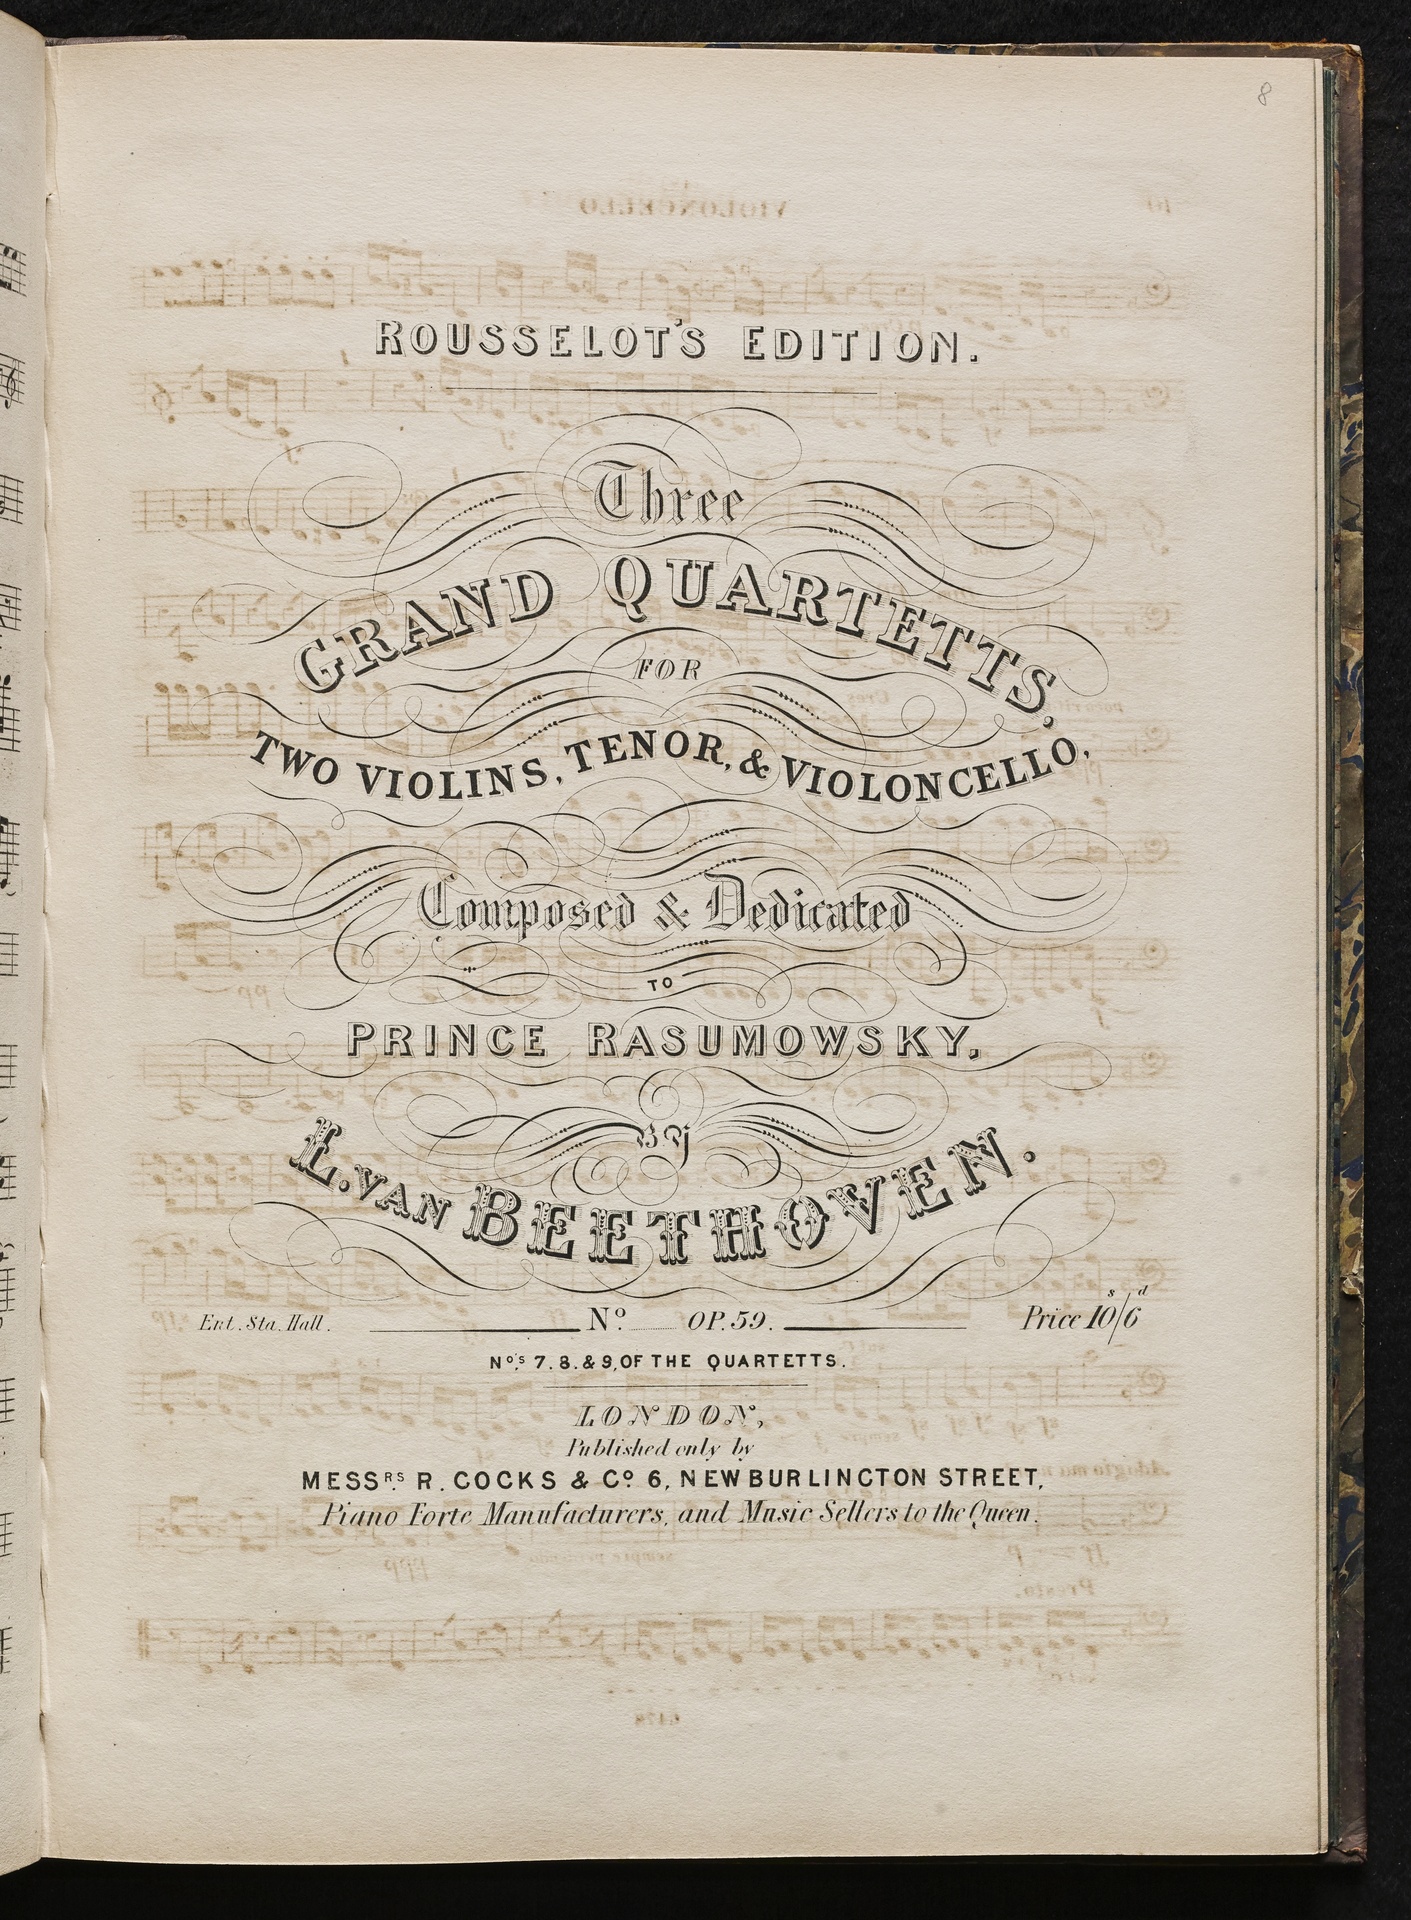 8
ROUSSELOT'S EDITION.
Three
GRAND QUARTETTS,
FOR
TWO VIOLINS, TENOR, & VIOLONCELLO,
Composed & Dedicated
TO
PRINCE RASUMOWSKY,
By
L. VAN BEETHOVEN.
Ent. Sta. Hall. Nº. OP. 59. Price 10s/6d
Nos. 7. 8. & 9, OF THE QUARTETTS.
LONDON,
Published only by
MESSRS. R. COCKS & Cº. 6, NEW BURLINGTON STREET,
Piano Forte Manufacturers, and Music Sellers to the Queen.